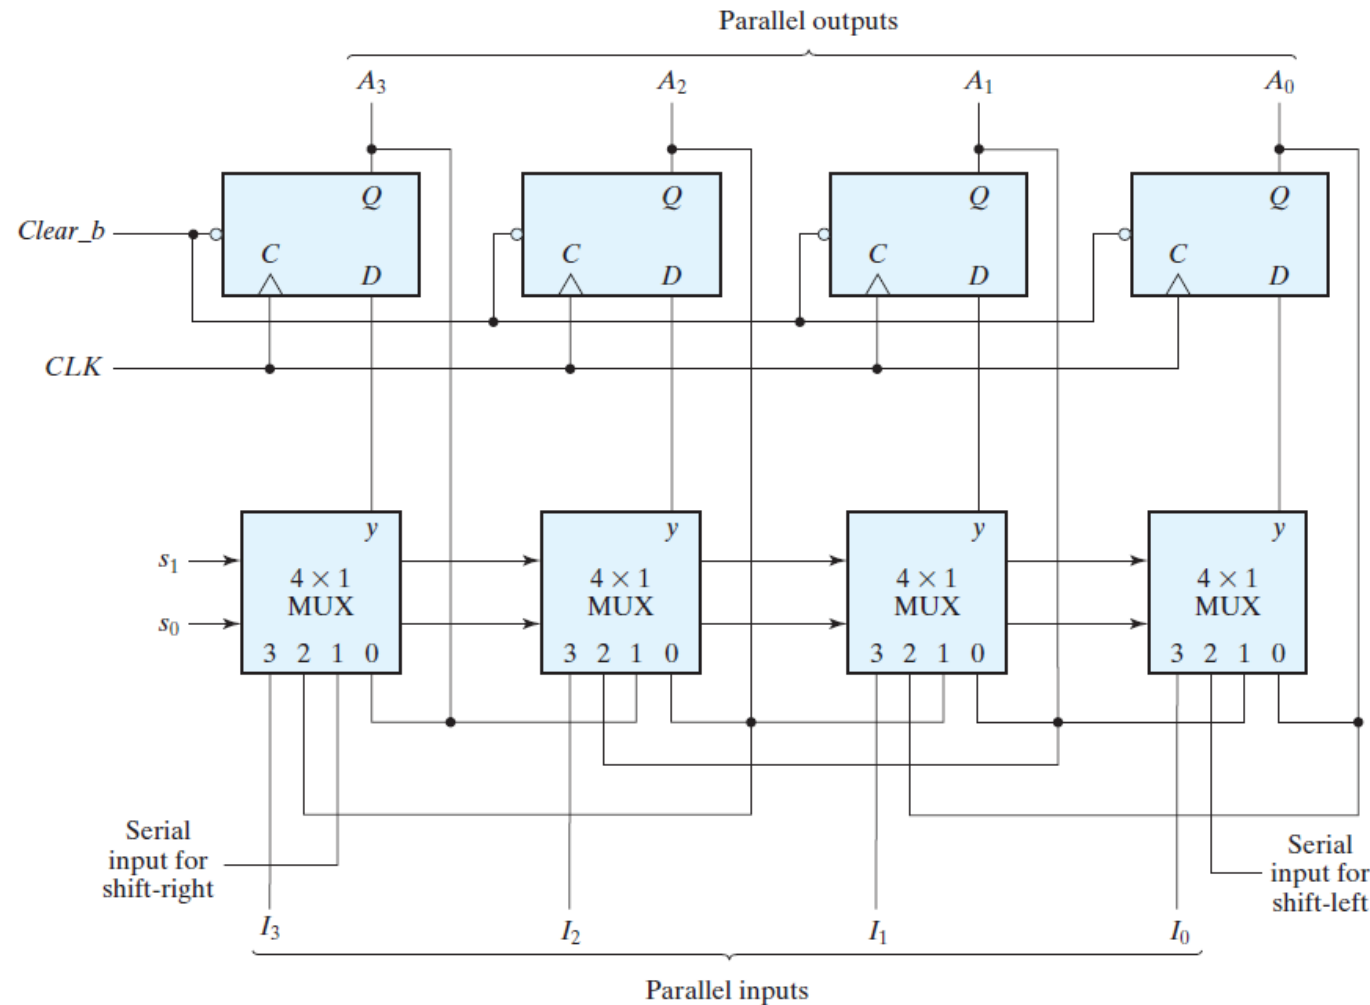 Parallel outputs
A3 A2 A1 A0
Q Q Q Q
Clear_b
C C C C
D D D D
CLK
y y y y
s1
4 × 1 4 × 1 4 × 1 4 × 1
MUX MUX MUX MUX
s0
3 2 1 0 3 2 1 0 3 2 1 0 3 2 1 0
Serial
input for
shift-right
Serial
input for
shift-left
I3 I2 I1 I0
Parallel inputs